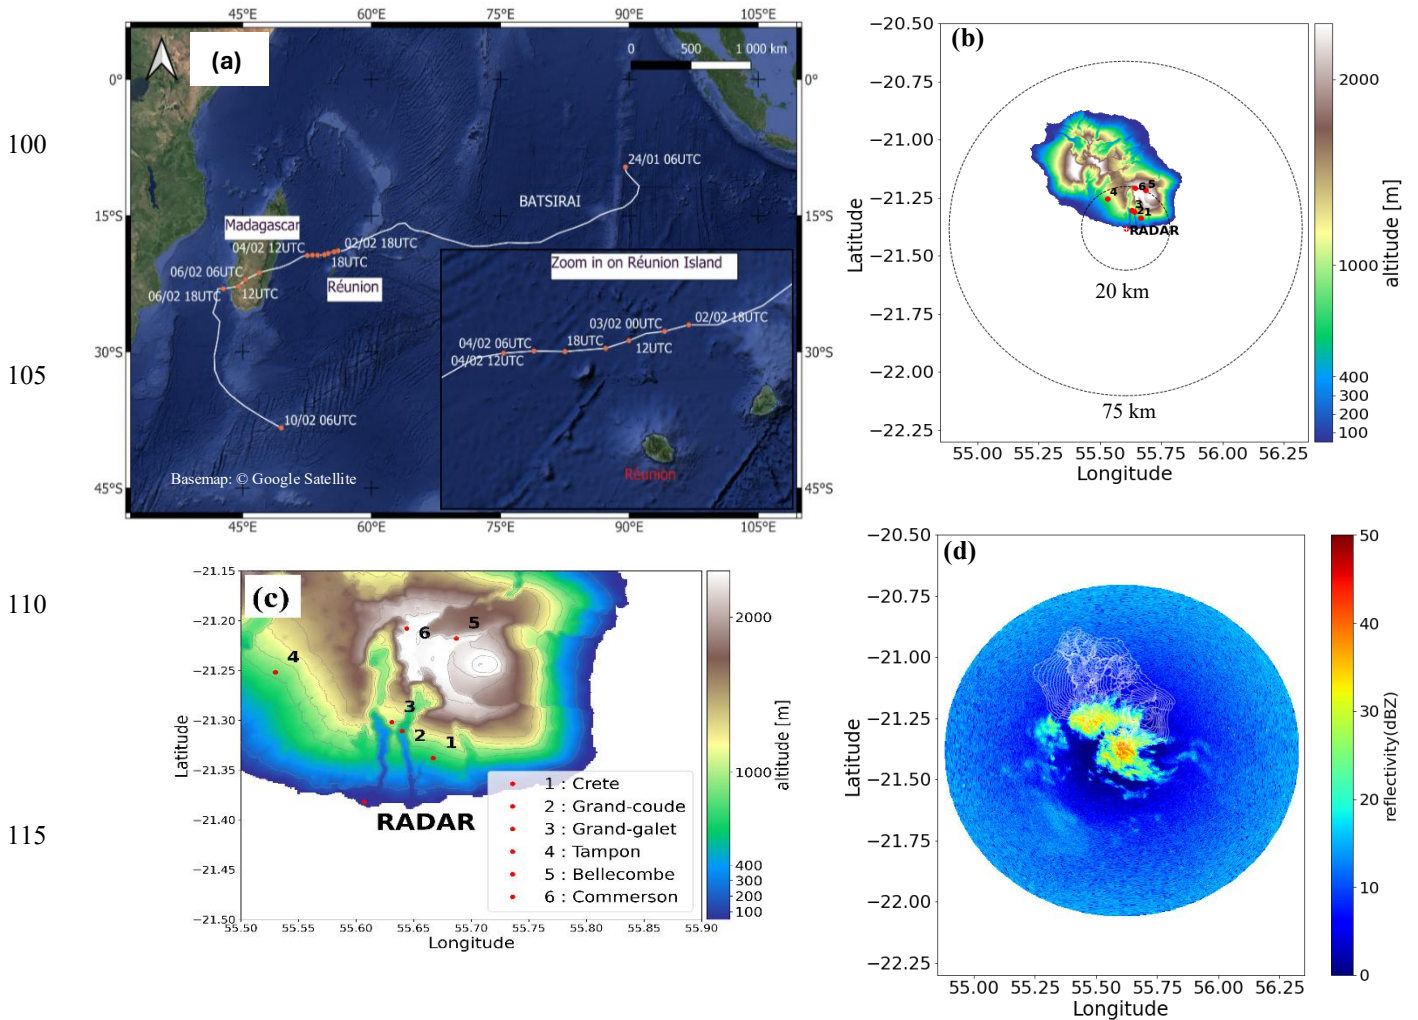 100
105
110
115
45°E 60°E 75°E 90°E 105°E
(a)
0 500 1 000 km
0° 0°
24/01 06UTC
BATSIRAI
15°S 15°S
Madagascar
04/02 12UTC
02/02 18UTC
18UTC
06/02 06UTC
12UTC
06/02 18UTC
Réunion
Zoom in on Réunion Island
03/02 00UTC
02/02 18UTC
04/02 06UTC
18UTC
12UTC
04/02 12UTC
30°S 30°S
10/02 06UTC
Réunion
Basemap: © Google Satellite
45°S 45°S
45°E 60°E 75°E 90°E 105°E
(b)
−20.50
−20.75
−21.00
−21.25
−21.50
−21.75
−22.00
−22.25
Latitude
4
6
5
3
2 1
RADAR
20 km
75 km
55.00 55.25 55.50 55.75 56.00 56.25
Longitude
2000
1000
400
300
200
100
altitude [m]
(c)
−21.15
−21.20
−21.25
−21.30
−21.35
−21.40
−21.45
−21.50
Latitude
5
6
4
3
2
1
RADAR
1 : Crete
2 : Grand-coude
3 : Grand-galet
4 : Tampon
5 : Bellecombe
6 : Commerson
55.50 55.55 55.60 55.65 55.70 55.75 55.80 55.85 55.90
Longitude
2000
1000
400
300
200
100
altitude [m]
(d)
−20.50
−20.75
−21.00
−21.25
−21.50
−21.75
−22.00
−22.25
Latitude
55.00 55.25 55.50 55.75 56.00 56.25
Longitude
50
40
30
20
10
0
reflectivity(dBZ)